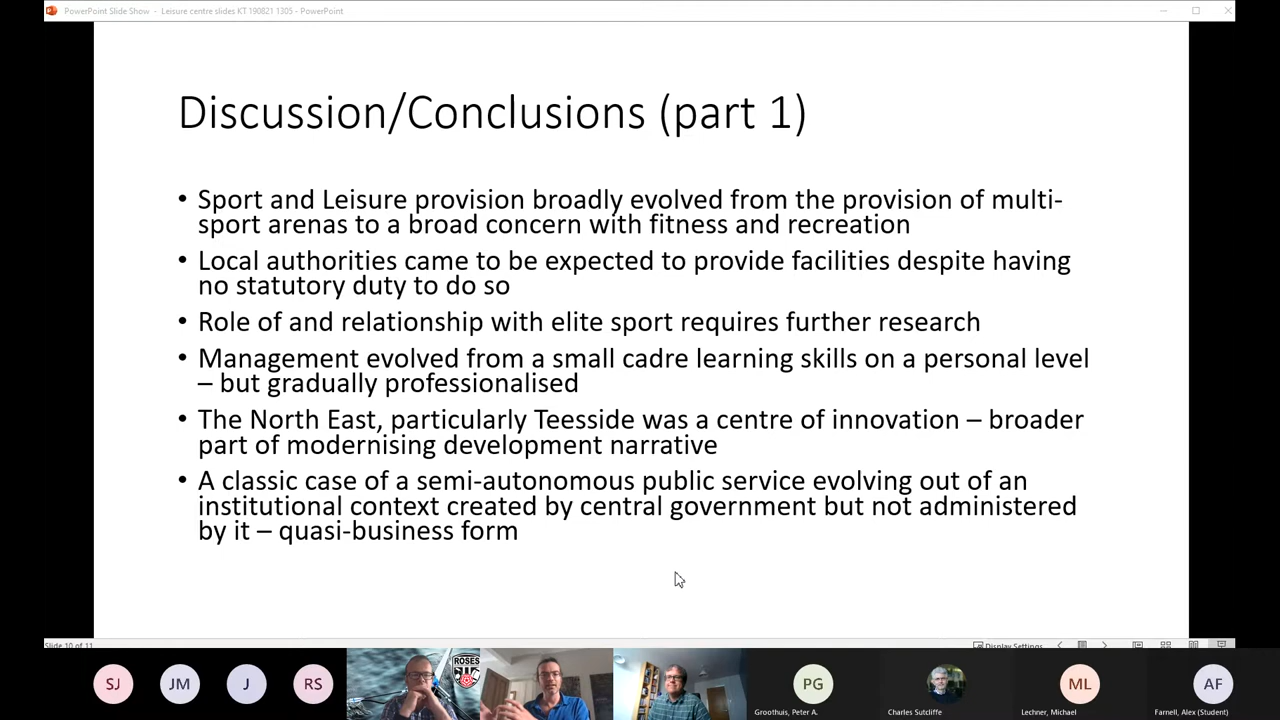 PowerPoint Slide Show - Leisure centre slides KT 190821 1305 - PowerPoint
Discussion/Conclusions (part 1)
• Sport and Leisure provision broadly evolved from the provision of multi-
sport arenas to a broad concern with fitness and recreation
• Local authorities came to be expected to provide facilities despite having
no statutory duty to do so
• Role of and relationship with elite sport requires further research
• Management evolved from a small cadre learning skills on a personal level
– but gradually professionalised
• The North East, particularly Teesside was a centre of innovation – broader
part of modernising development narrative
• A classic case of a semi-autonomous public service evolving out of an
institutional context created by central government but not administered
by it – quasi-business form
Slide 10 of 11
Display Settings
SJ
JM
J
RS
ROSES
PG
Groothuis, Peter A.
Charles Sutcliffe
ML
Lechner, Michael
AF
Farnell, Alex (Student)